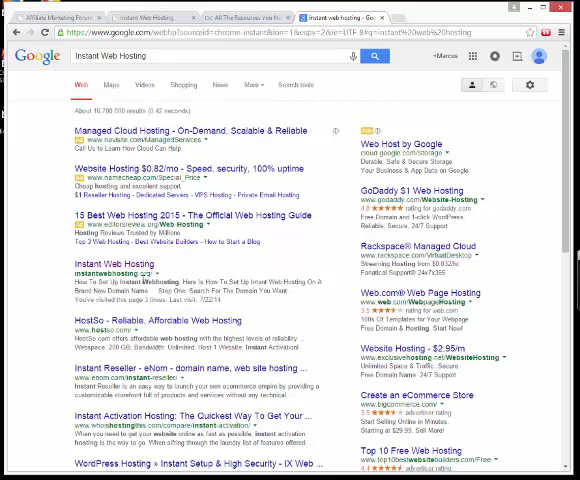 Affiliate Marketing Forum
Instant Web Hosting
All The Resources You N
instant web hosting - Goo
https://www.google.com/webhp?sourceid=chrome-instant&ion=1&espv=2&ie=UTF-8#q=instant%20web%20hosting
Google
Instant Web Hosting
+Marcus
Web
Maps
Videos
Shopping
News
More
Search tools
About 16,700,000 results (0.42 seconds)
Managed Cloud Hosting - On-Demand, Scalable & Reliable
Ad www.navisite.com/ManagedServices
Call Us to Learn How Cloud Can Help
Website Hosting $0.82/mo - Speed, security, 100% uptime
Ad www.namecheap.com/Special_Price
Cheap hosting and excellent support
$1 Reseller Hosting - Dedicated Servers - VPS Hosting - Private Email Hosting
15 Best Web Hosting 2015 - The Official Web Hosting Guide
Ad www.editorsreview.org/Web-Hosting
Hosting Reviews Trusted by Millions
Top 3 Web Hosting - Best Website Builders - How to Start a Blog
Instant Web Hosting
instantwebhosting.org/
How To Set Up Instant Webhosting. Here Is How To Set Up Intant Web Hosting On A
Brand New Domain Name Stop One: Search For The Domain You Want
You've visited this page 3 times. Last visit: 7/22/14
HostSo - Reliable, Affordable Web Hosting
www.hostso.com/
HostSo.com offers affordable web hosting with the highest levels of reliability ...
Webspace: 200 GB; Bandwidth: Unlimited; Host 1 Website; Instant Activation!
Instant Reseller - eNom - domain name, web site hosting ...
www.enom.com/instant-reseller/
Instant Reseller is an easy way to launch your own ecommerce empire by providing a
customizable storefront full of products and services without any technical
Instant Activation Hosting: The Quickest Way To Get Your ...
www.whoishostingthis.com/compare/instant-activation/
When you need to get your website online as fast as possible, instant activation
hosting is the way to go. When sifting through the laundry list of features offered
WordPress Hosting » Instant Setup & High Security - IX Web ...
Ads
Web Host by Google
cloud.google.com/Storage
Durable. Safe & Secure Storage.
Your Business & App Data on Google.
GoDaddy $1 Web Hosting
www.godaddy.com/Website-Hosting
4.6 ★★★★★ rating for godaddy.com
Free Domain and 1-click WordPress.
Reliable, Secure, 24/7 Support.
Rackspace® Managed Cloud
www.rackspace.com/VirtualDesktop
Streaming Hosting from $0.032/hr.
Fanatical Support® 24x7x365
Web.com® Web Page Hosting
www.web.com/WebpageHosting
3.5 ★★★★ rating for web.com
100s Of Templates for Your Webpage.
Free Domain & Hosting, Start Now!
Website Hosting - $2.95/m
www.exclusivehosting.net/WebsiteHosting
Unlimited Space & Traffic. Secure.
Free Domain Name. 24/7 Support.
Create an eCommerce Store
www.bigcommerce.com/
3.5 ★★★★ advertiser rating
Start Selling Online in Minutes.
Starting at $29.99. Sell More!
Top 10 Free Web Hosting
www.top10bestwebsitebuilders.com/Free
4.4 ★★★★ advertiser rating